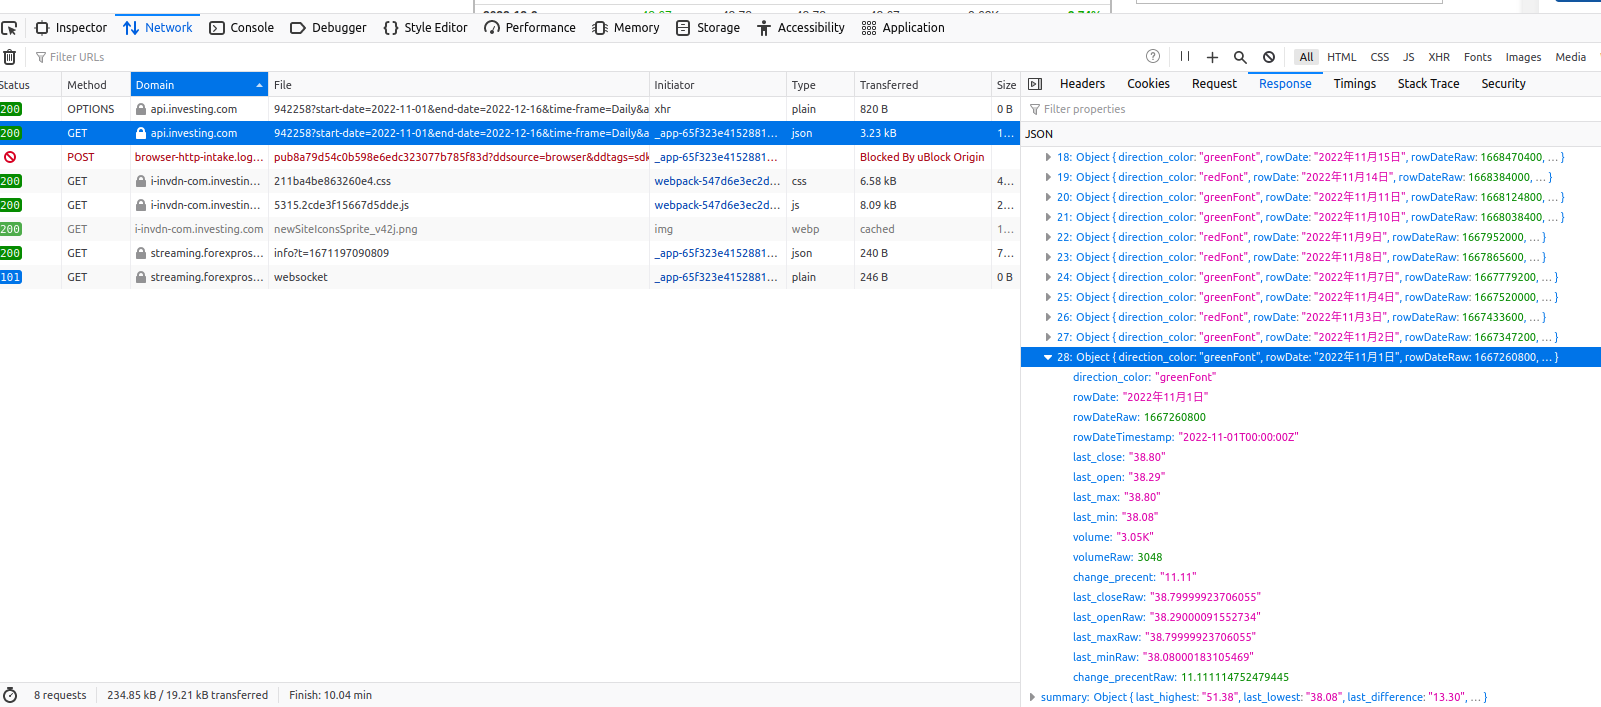 Inspector Network Console Debugger Style Editor Performance Memory Storage Accessibility Application
Filter URLs All HTML CSS JS XHR Fonts Images Media
Status Method Domain File Initiator Type Transferred Size
200 OPTIONS api.investing.com 942258?start-date=2022-11-01&end-date=2022-12-16&time-frame=Daily&a xhr plain 820 B 0 B
200 GET api.investing.com 942258?start-date=2022-11-01&end-date=2022-12-16&time-frame=Daily&a _app-65f323e4152881... json 3.23 kB 1...
POST browser-http-intake.log... pub8a79d54c0b598e6edc323077b785f83d?ddsource=browser&ddtags=sdk _app-65f323e4152881... Blocked By uBlock Origin
200 GET i-invdn-com.investin... 211ba4be863260e4.css webpack-547d6e3ec2d... css 6.58 kB 4...
200 GET i-invdn-com.investin... 5315.2cde3f15667d5dde.js webpack-547d6e3ec2d... js 8.09 kB 2...
200 GET i-invdn-com.investing.com newSiteIconsSprite_v42j.png img webp cached 1...
200 GET streaming.forexpros... info?t=1671197090809 _app-65f323e4152881... json 240 B 7...
101 GET streaming.forexpros... websocket _app-65f323e4152881... plain 246 B 0 B
8 requests 234.85 kB / 19.21 kB transferred Finish: 10.04 min
Headers Cookies Request Response Timings Stack Trace Security
Filter properties
JSON
18: Object { direction_color: "greenFont", rowDate: "2022年11月15日", rowDateRaw: 1668470400, … }
19: Object { direction_color: "redFont", rowDate: "2022年11月14日", rowDateRaw: 1668384000, … }
20: Object { direction_color: "greenFont", rowDate: "2022年11月11日", rowDateRaw: 1668124800, … }
21: Object { direction_color: "greenFont", rowDate: "2022年11月10日", rowDateRaw: 1668038400, … }
22: Object { direction_color: "redFont", rowDate: "2022年11月9日", rowDateRaw: 1667952000, … }
23: Object { direction_color: "redFont", rowDate: "2022年11月8日", rowDateRaw: 1667865600, … }
24: Object { direction_color: "greenFont", rowDate: "2022年11月7日", rowDateRaw: 1667779200, … }
25: Object { direction_color: "greenFont", rowDate: "2022年11月4日", rowDateRaw: 1667520000, … }
26: Object { direction_color: "redFont", rowDate: "2022年11月3日", rowDateRaw: 1667433600, … }
27: Object { direction_color: "greenFont", rowDate: "2022年11月2日", rowDateRaw: 1667347200, … }
28: Object { direction_color: "greenFont", rowDate: "2022年11月1日", rowDateRaw: 1667260800, … }
direction_color: "greenFont"
rowDate: "2022年11月1日"
rowDateRaw: 1667260800
rowDateTimestamp: "2022-11-01T00:00:00Z"
last_close: "38.80"
last_open: "38.29"
last_max: "38.80"
last_min: "38.08"
volume: "3.05K"
volumeRaw: 3048
change_precent: "11.11"
last_closeRaw: "38.79999923706055"
last_openRaw: "38.29000091552734"
last_maxRaw: "38.79999923706055"
last_minRaw: "38.08000183105469"
change_precentRaw: 11.111114752479445
summary: Object { last_highest: "51.38", last_lowest: "38.08", last_difference: "13.30", … }